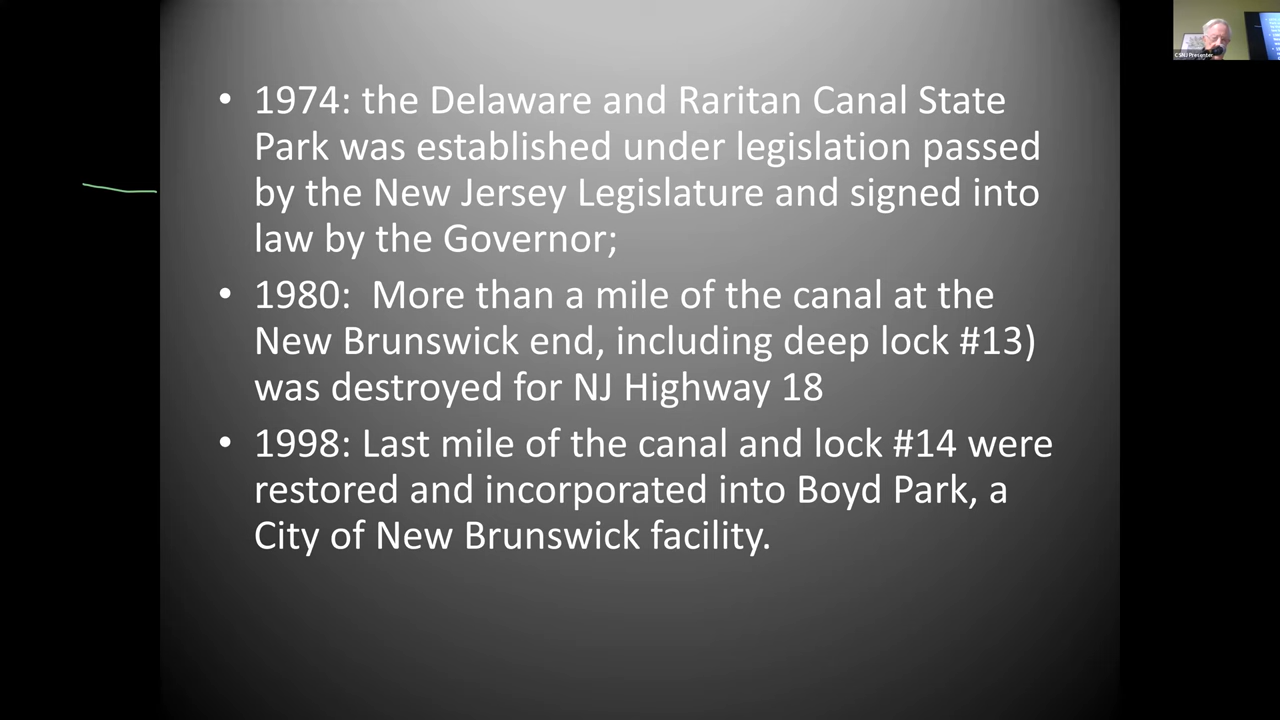 • 1974: the Delaware and Raritan Canal State
Park was established under legislation passed
by the New Jersey Legislature and signed into
law by the Governor;
• 1980:  More than a mile of the canal at the
New Brunswick end, including deep lock #13)
was destroyed for NJ Highway 18
• 1998: Last mile of the canal and lock #14 were
restored and incorporated into Boyd Park, a
City of New Brunswick facility.
CSNJ Presenter